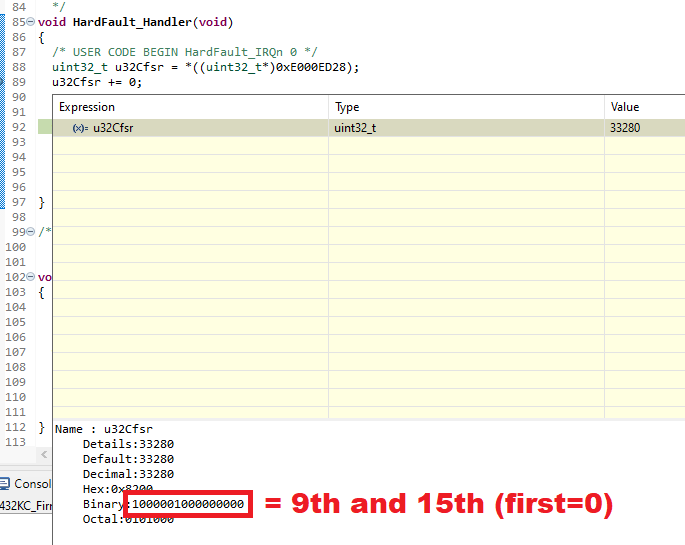 84 */
85 void HardFault_Handler(void)
86 {
87 /* USER CODE BEGIN HardFault_IRQn 0 */
88 uint32_t u32Cfsr = *((uint32_t*)0xE000ED28);
89 u32Cfsr += 0;
90
Expression Type Value
91
92 (x)= u32Cfsr uint32_t 33280
93
94
95
96
97 }
98
99 /*
100
101
102 vo
103 {
104
105
106
107
108
109
110
111
112 }
Name : u32Cfsr
113
Details:33280
Default:33280
Decimal:33280
Hex:0x8200
Consol
Binary:1000001000000000 = 9th and 15th (first=0)
432KC_Firr
Octal:0101000